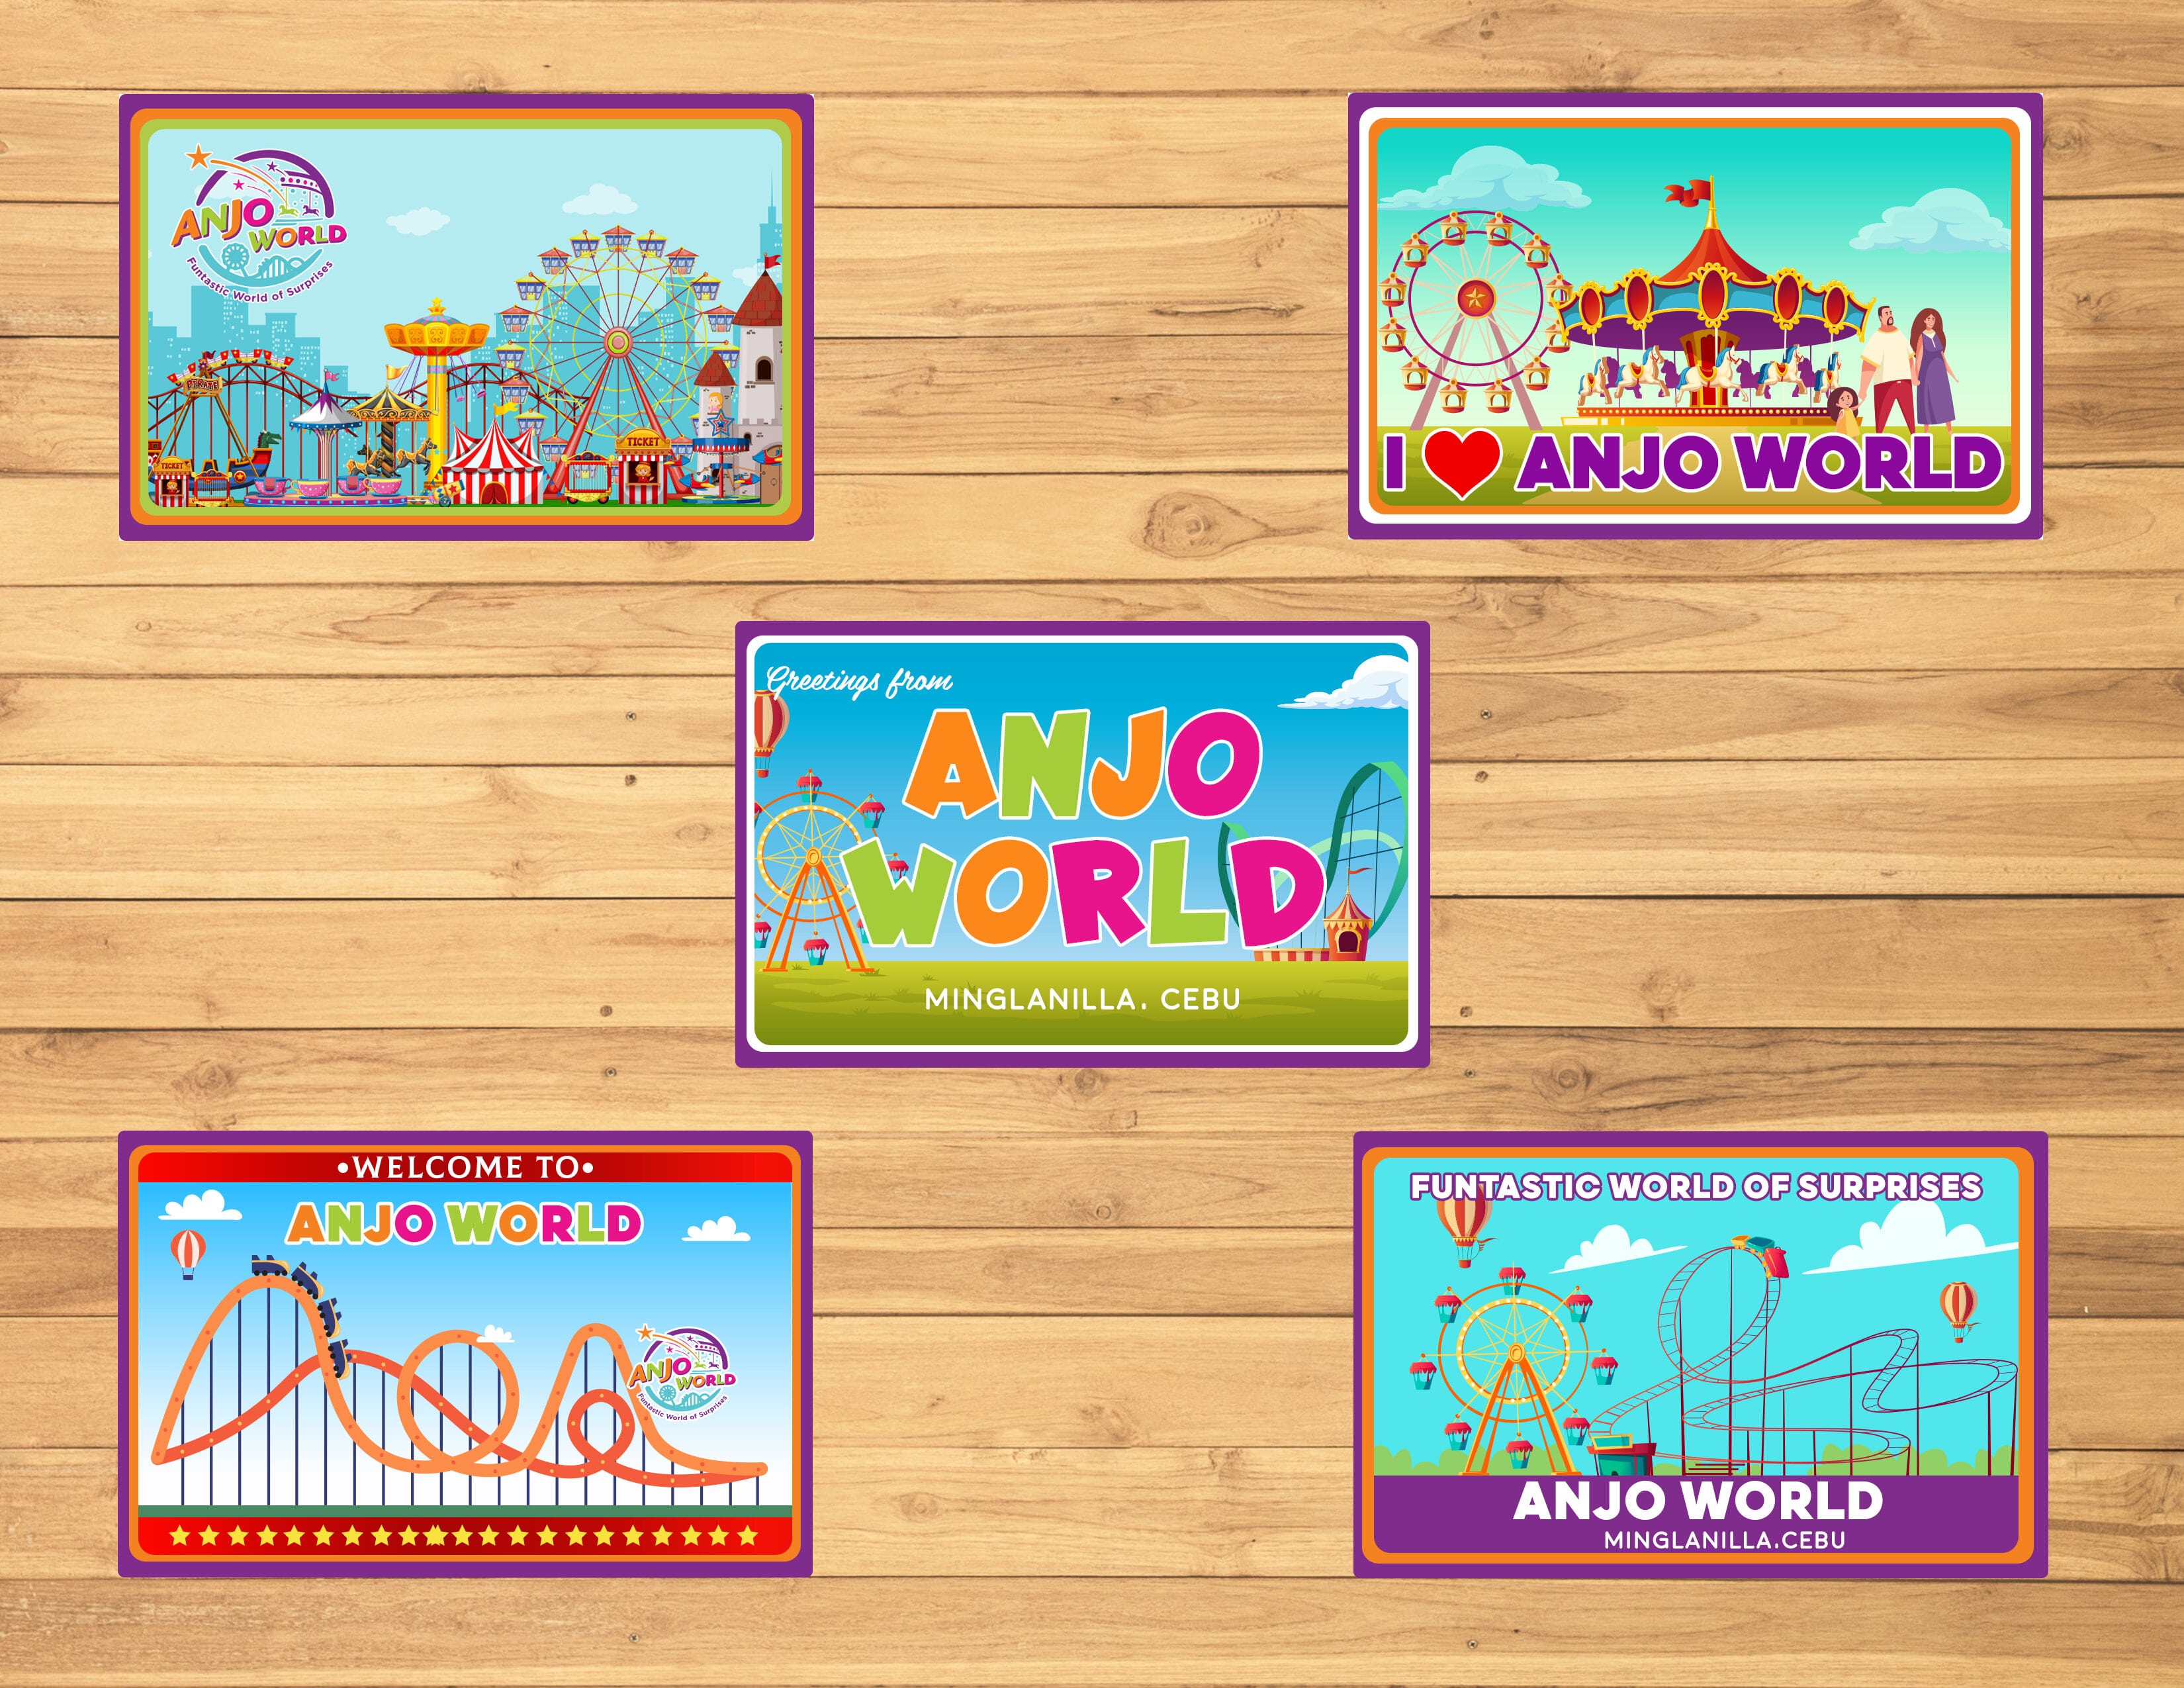 ANJO
WORLD
Funtastic World of Surprises
PIRATE
TICKET
TICKET
I ❤ ANJO WORLD
Greetings from
ANJO
WORLD
MINGLANILLA. CEBU
•WELCOME TO•
ANJO WORLD
ANJO
WORLD
Funtastic World of Surprises
FUNTASTIC WORLD OF SURPRISES
ANJO WORLD
MINGLANILLA.CEBU